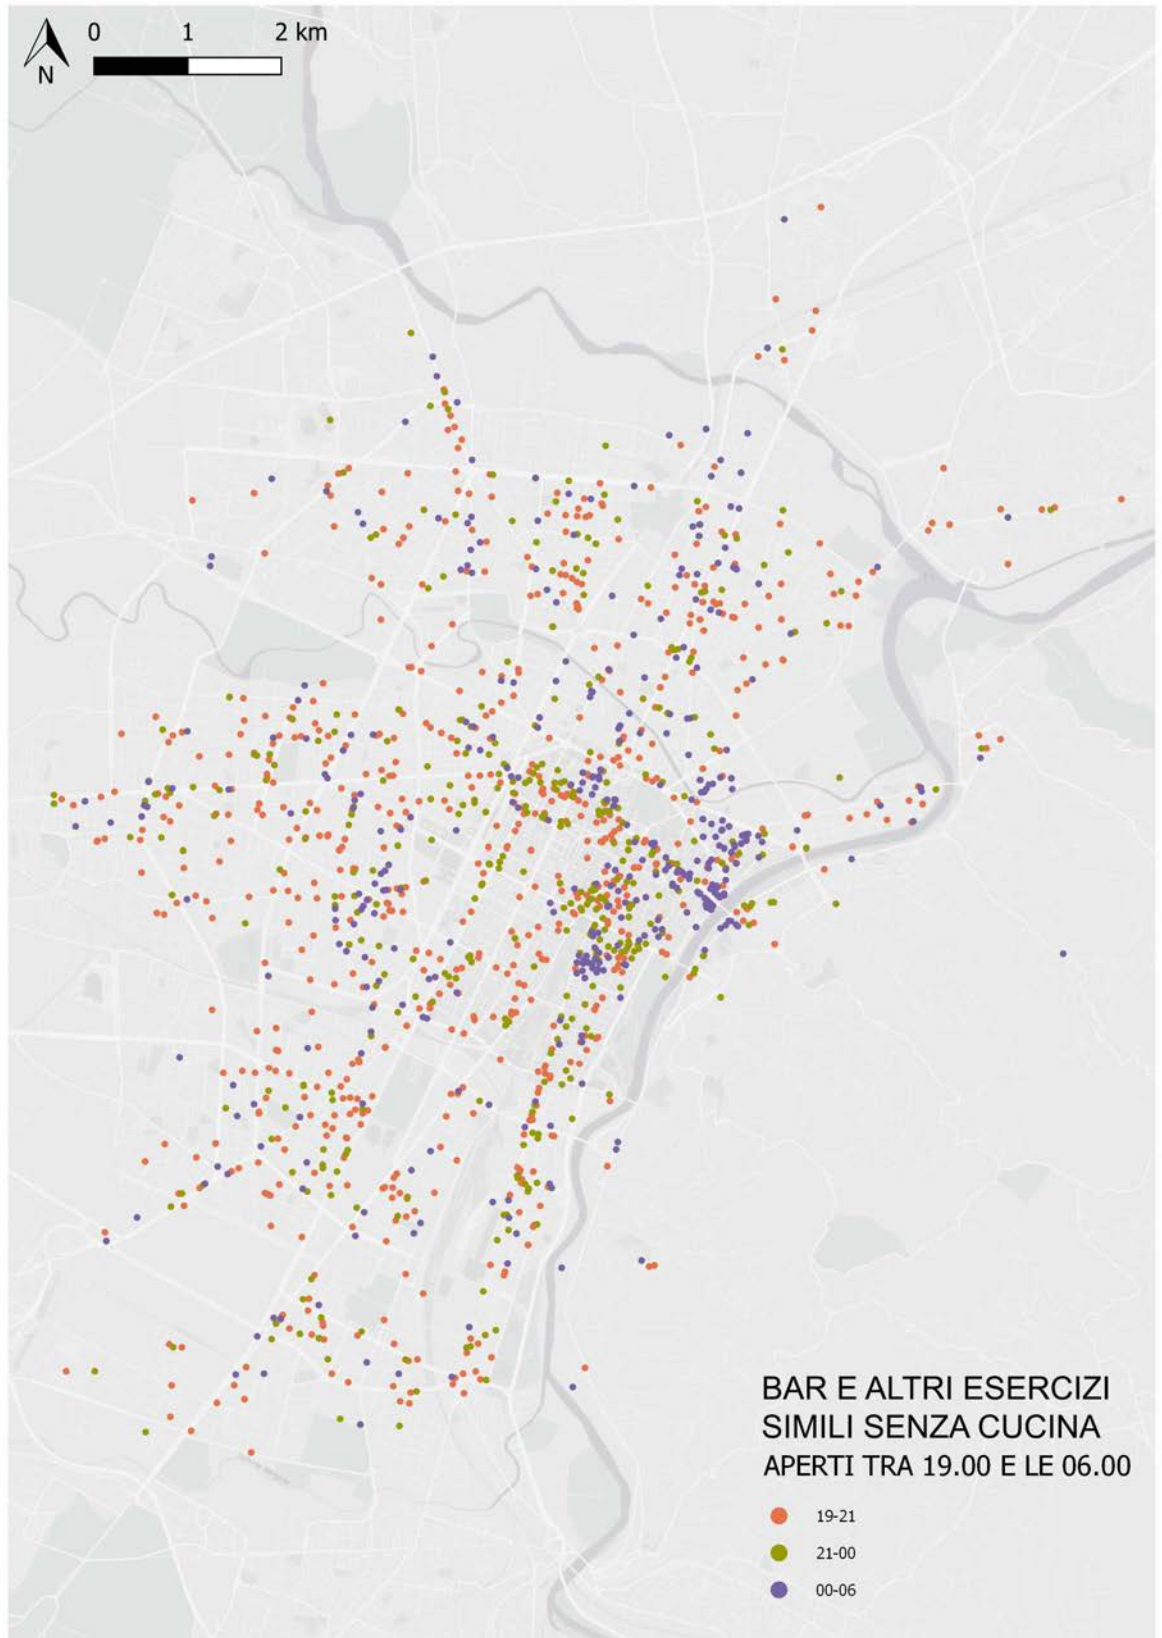 0 1 2 km
N
BAR E ALTRI ESERCIZI
SIMILI SENZA CUCINA
APERTI TRA 19.00 E LE 06.00
19-21
21-00
00-06